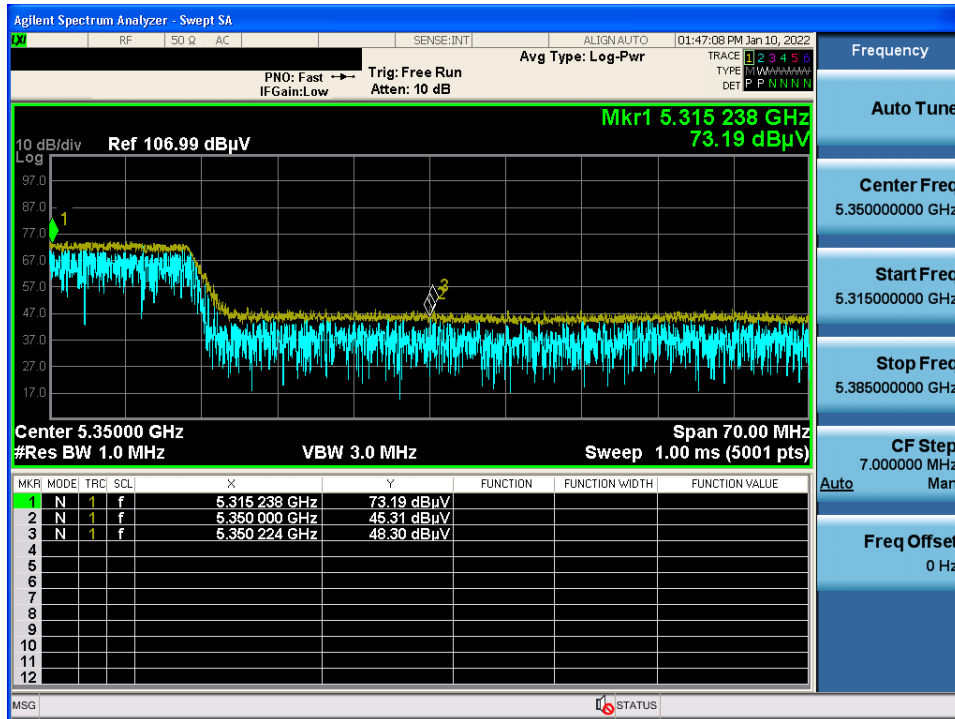 Agilent Spectrum Analyzer - Swept SA
LXI RF 50 Ω AC SENSE:INT ALIGN AUTO 01:47:08 PM Jan 10, 2022
Avg Type: Log-Pwr
TRACE 1 2 3 4 5 6
TYPE M W W W W W
DET P P N N N N
PNO: Fast
IFGain:Low
Trig: Free Run
Atten: 10 dB
Mkr1 5.315 238 GHz
73.19 dBµV
10 dB/div Ref 106.99 dBµV
Log
97.0
87.0
77.0
67.0
57.0
47.0
37.0
27.0
17.0
1
3
2
Center 5.35000 GHz Span 70.00 MHz
#Res BW 1.0 MHz VBW 3.0 MHz Sweep 1.00 ms (5001 pts)
MKR MODE TRC SCL X Y FUNCTION FUNCTION WIDTH FUNCTION VALUE
1 N 1 f 5.315 238 GHz 73.19 dBµV
2 N 1 f 5.350 000 GHz 45.31 dBµV
3 N 1 f 5.350 224 GHz 48.30 dBµV
4
5
6
7
8
9
10
11
12
MSG STATUS
Frequency
Auto Tune
Center Freq
5.350000000 GHz
Start Freq
5.315000000 GHz
Stop Freq
5.385000000 GHz
CF Step
7.000000 MHz
Auto Man
Freq Offset
0 Hz